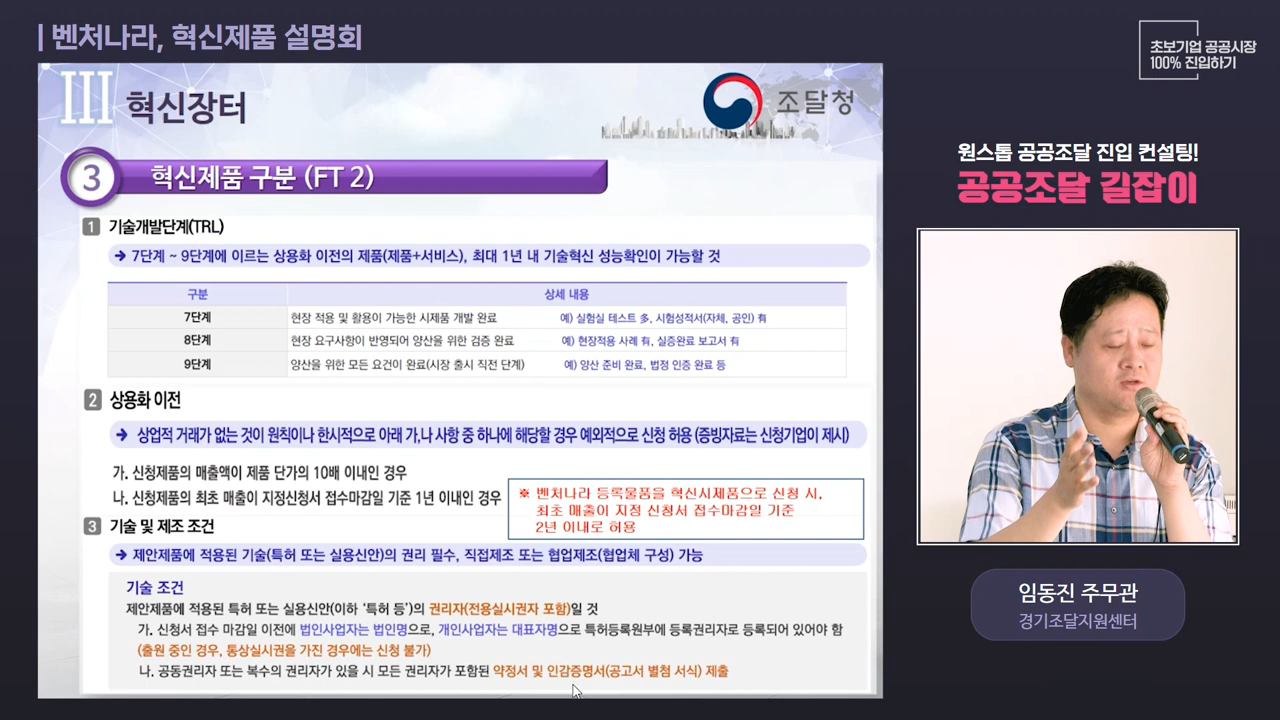 | 벤처나라, 혁신제품 설명회
초보기업 공공시장
100% 진입하기
III 혁신장터
조달청
3 혁신제품 구분 (FT 2)
1 기술개발단계(TRL)
➔ 7단계 ~ 9단계에 이르는 상용화 이전의 제품(제품+서비스), 최대 1년 내 기술혁신 성능확인이 가능할 것
구분 상세 내용
7단계 현장 적용 및 활용이 가능한 시제품 개발 완료 예) 실험실 테스트 多, 시험성적서(자체, 공인) 有
8단계 현장 요구사항이 반영되어 양산을 위한 검증 완료 예) 현장적용 사례 有, 실증완료 보고서 有
9단계 양산을 위한 모든 요건이 완료(시장 출시 직전 단계) 예) 양산 준비 완료, 법정 인증 완료 등
2 상용화 이전
➔ 상업적 거래가 없는 것이 원칙이나 한시적으로 아래 가,나 사항 중 하나에 해당할 경우 예외적으로 신청 허용 (증빙자료는 신청기업이 제시)
가. 신청제품의 매출액이 제품 단가의 10배 이내인 경우
나. 신청제품의 최초 매출이 지정신청서 접수마감일 기준 1년 이내인 경우
※ 벤처나라 등록물품을 혁신시제품으로 신청 시,
최초 매출이 지정 신청서 접수마감일 기준
2년 이내로 허용
3 기술 및 제조 조건
➔ 제안제품에 적용된 기술(특허 또는 실용신안)의 권리 필수, 직접제조 또는 협업제조(협업체 구성) 가능
기술 조건
제안제품에 적용된 특허 또는 실용신안(이하 '특허 등')의 권리자(전용실시권자 포함)일 것
가. 신청서 접수 마감일 이전에 법인사업자는 법인명으로, 개인사업자는 대표자명으로 특허등록원부에 등록권리자로 등록되어 있어야 함
(출원 중인 경우, 통상실시권을 가진 경우에는 신청 불가)
나. 공동권리자 또는 복수의 권리자가 있을 시 모든 권리자가 포함된 약정서 및 인감증명서(공고서 별첨 서식) 제출
원스톱 공공조달 진입 컨설팅!
공공조달 길잡이
임동진 주무관
경기조달지원센터